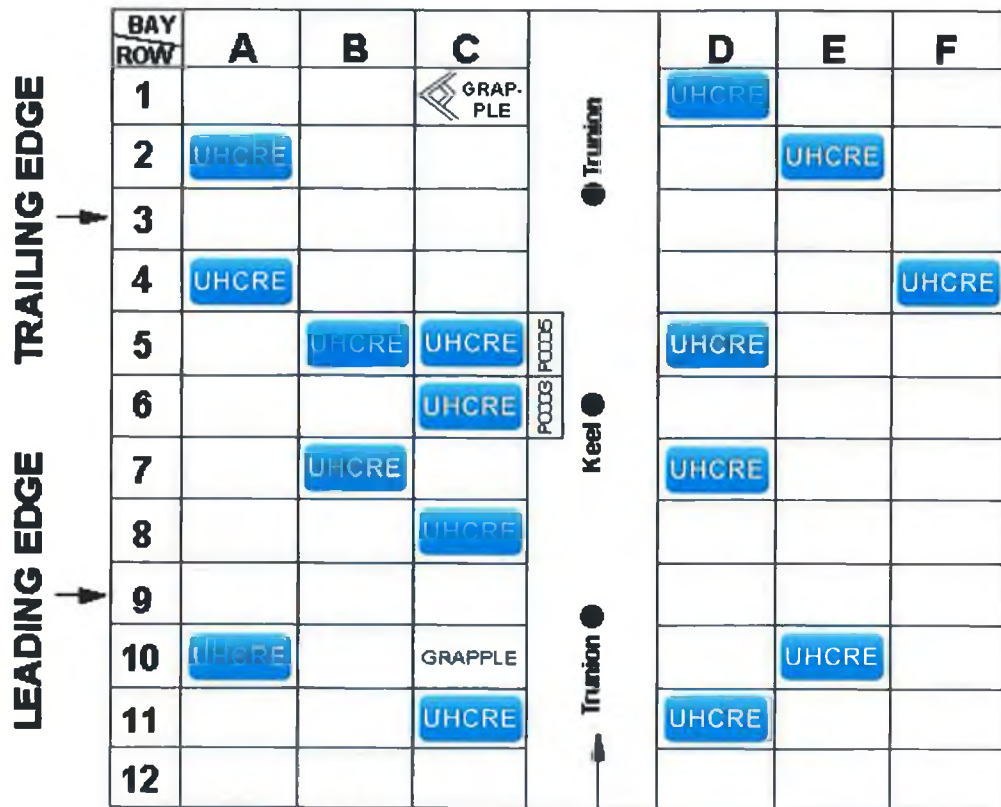 BAY
ROW
A
B
C
D
E
F
1
GRAP-
PLE
UHCRE
2
UHCRE
UHCRE
Trunion
TRAILING EDGE
3
4
UHCRE
UHCRE
5
UHCRE
UHCRE
UHCRE
6
UHCRE
Keel
7
UHCRE
UHCRE
LEADING EDGE
8
UHCRE
9
10
UHCRE
GRAPPLE
UHCRE
Trunion
11
UHCRE
UHCRE
12